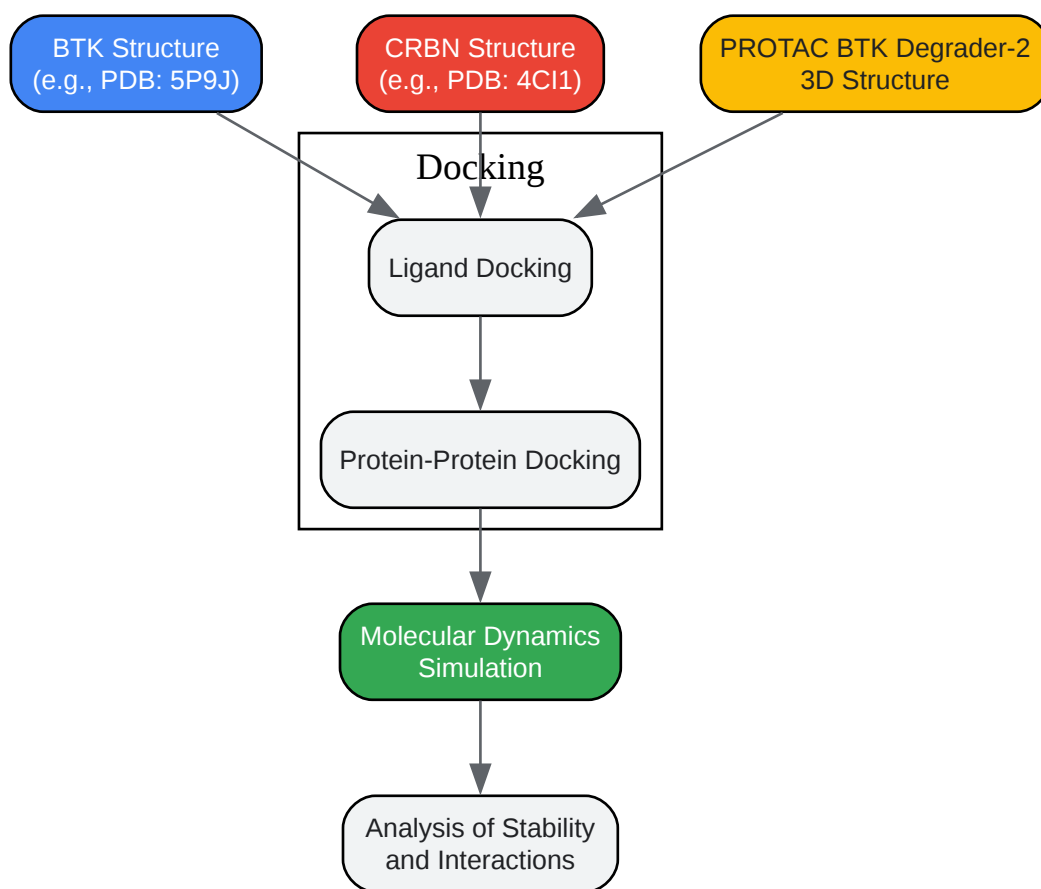 BTK Structure
(e.g., PDB: 5P9J)
CRBN Structure
(e.g., PDB: 4CI1)
PROTAC BTK Degrader-2
3D Structure
Docking
Ligand Docking
Protein-Protein Docking
Molecular Dynamics
Simulation
Analysis of Stability
and Interactions